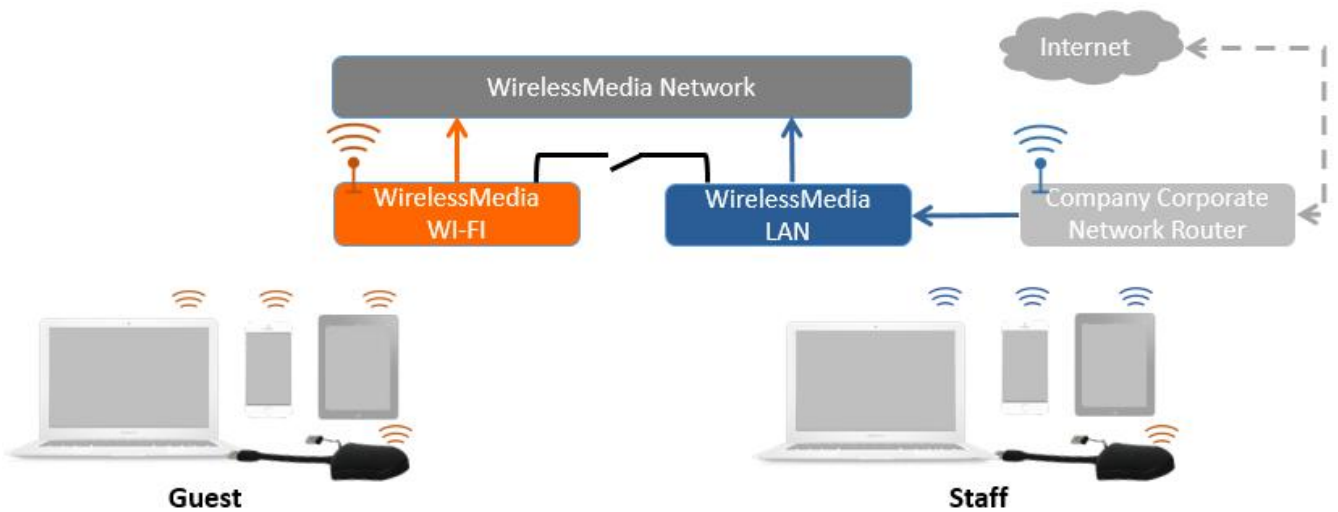 Internet
WirelessMedia Network
WirelessMedia
WI-FI
WirelessMedia
LAN
Company Corporate
Network Router
Guest
Staff